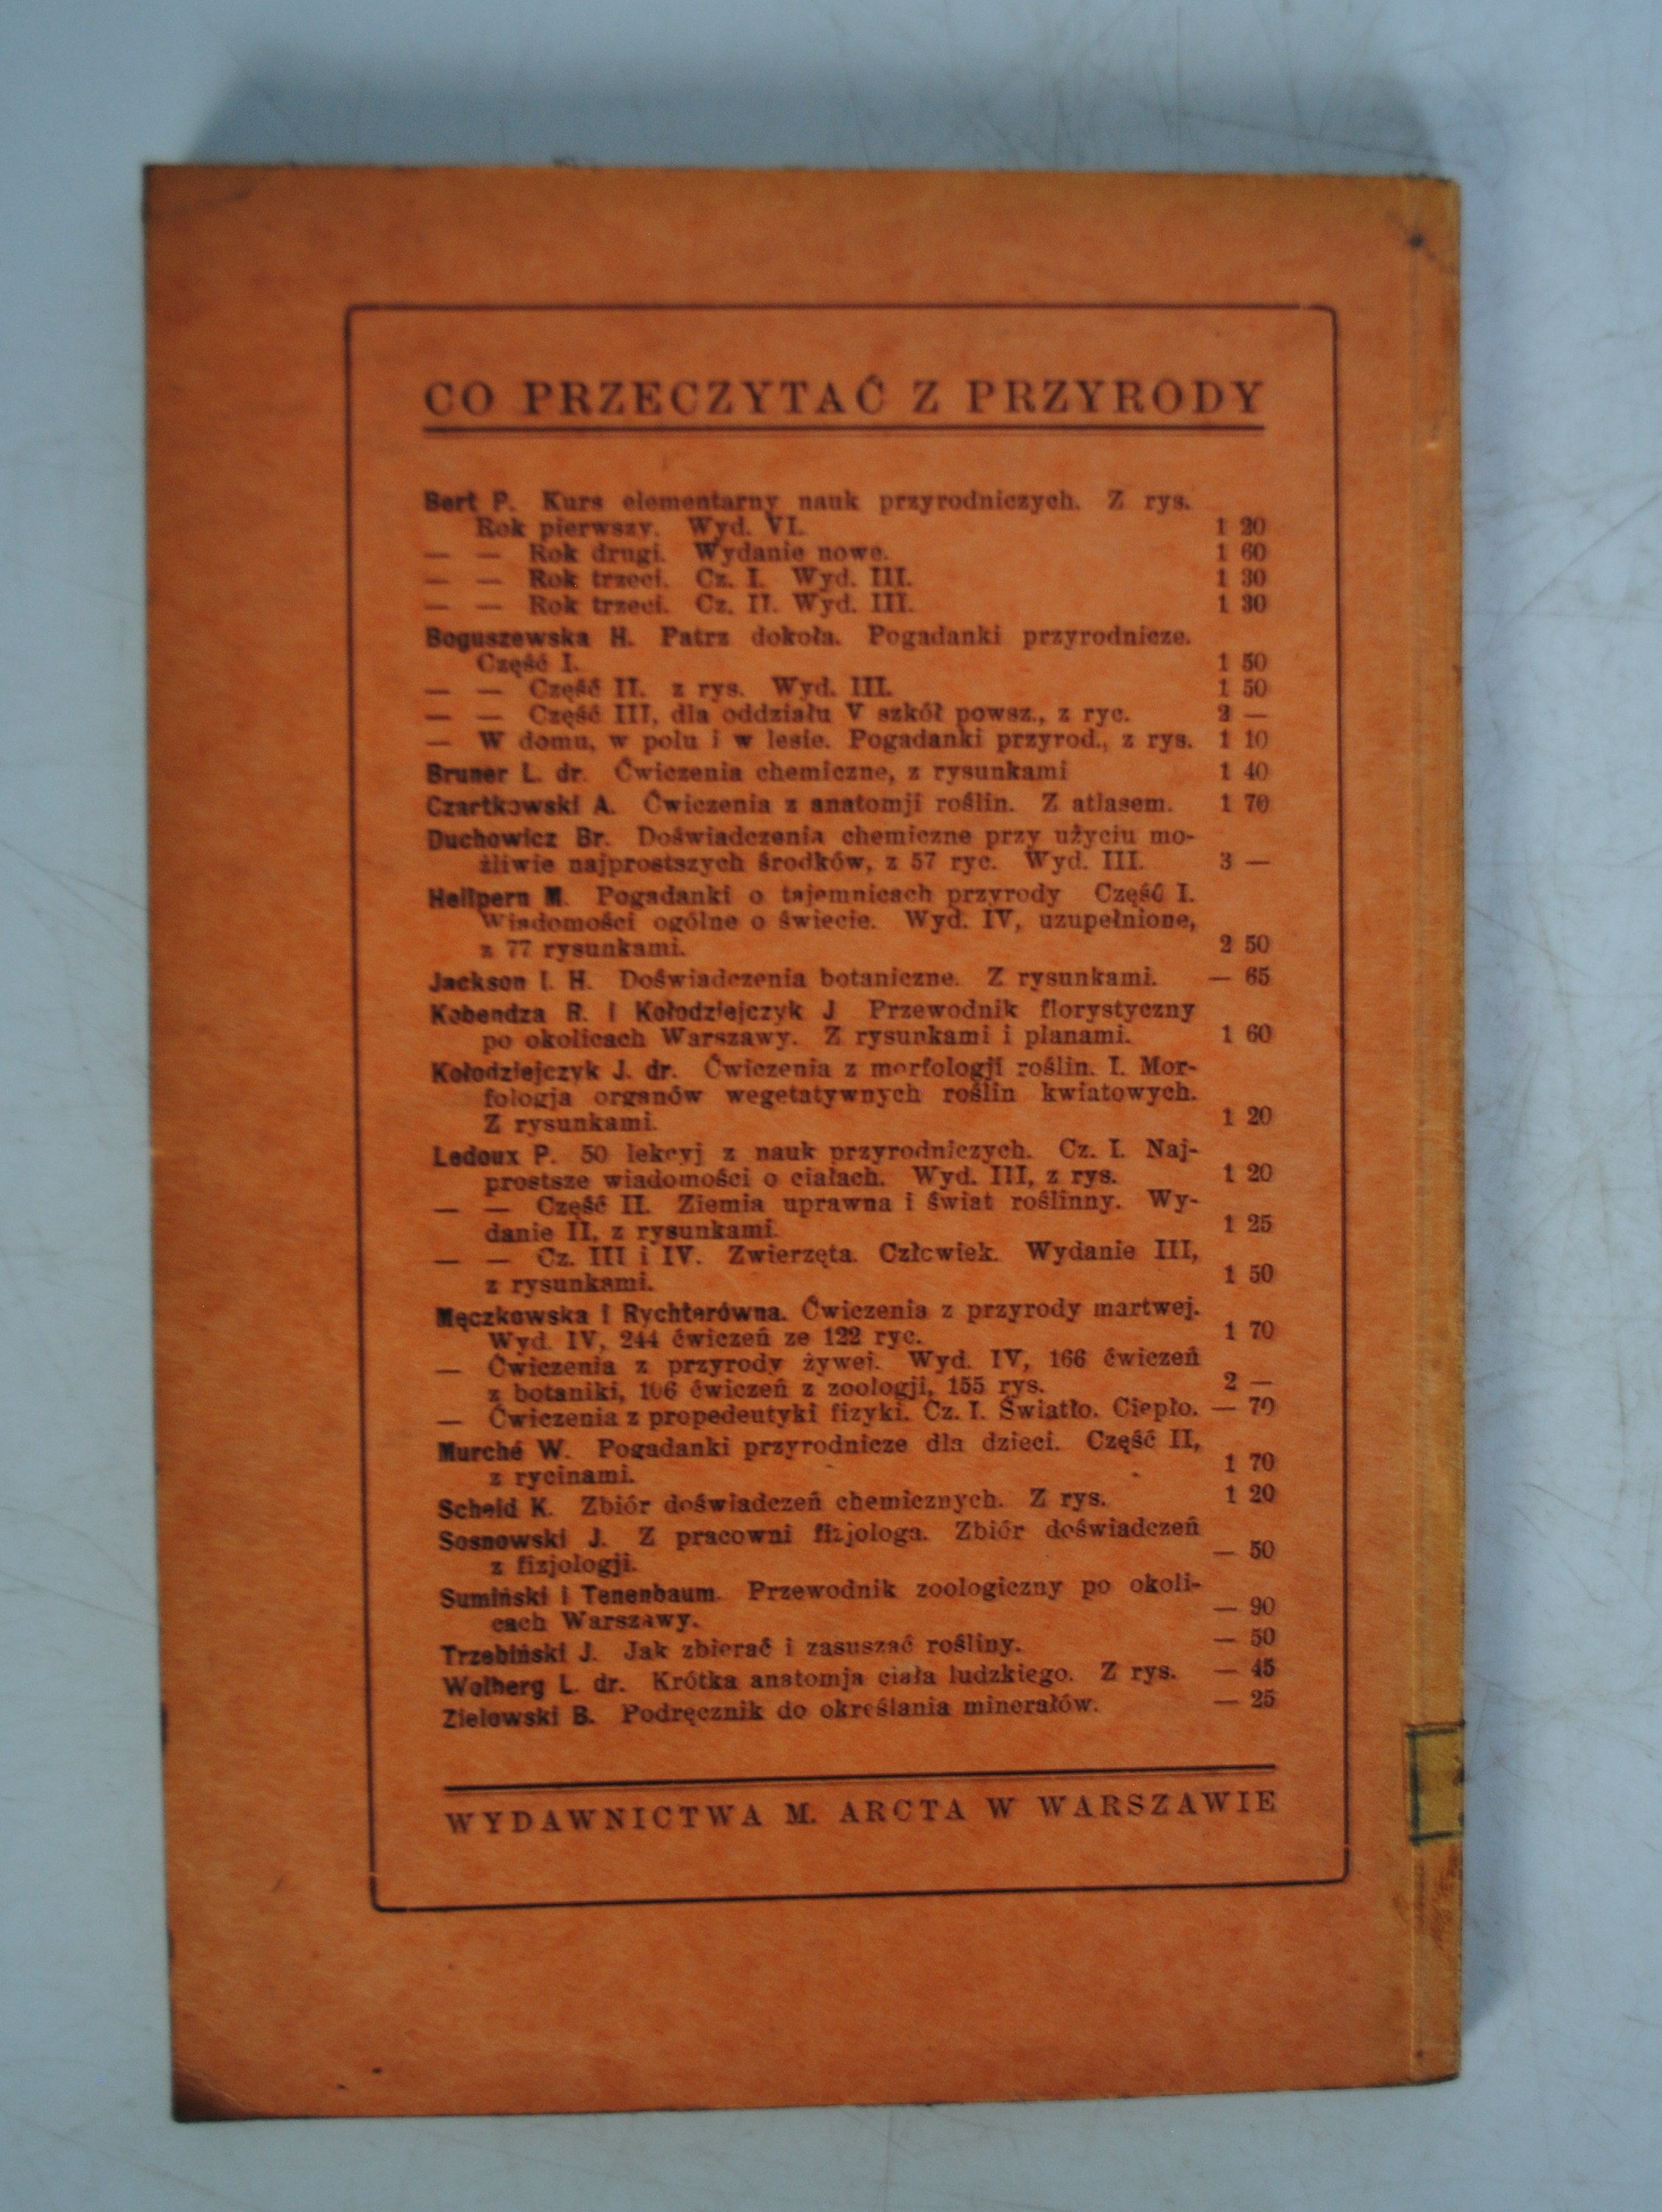 CO PRZECZYTAĆ Z PRZYRODY
Bert P. Kurs elementarny nauk przyrodniczych. Z rys.
Rok pierwszy. Wyd. VI. 1 20
— — Rok drugi. Wydanie nowe. 1 60
— — Rok trzeci. Cz. I. Wyd. III. 1 30
— — Rok trzeci. Cz. II. Wyd. III. 1 30
Boguszewska H. Patrz dokoła. Pogadanki przyrodnicze.
Część I. 1 50
— — Część II. z rys. Wyd. III. 1 50
— — Część III, dla oddziału V szkół powsz., z ryc. 2 —
— W domu, w polu i w lesie. Pogadanki przyrod., z rys. 1 10
Bruner L. dr. Ćwiczenia chemiczne, z rysunkami 1 40
Czartkowski A. Ćwiczenia z anatomji roślin. Z atlasem. 1 70
Duchowicz Br. Doświadczenia chemiczne przy użyciu mo-
żliwie najprostszych środków, z 57 ryc. Wyd. III. 3 —
Heilpern M. Pogadanki o tajemnicach przyrody Część I.
Wiadomości ogólne o świecie. Wyd. IV, uzupełnione,
z 77 rysunkami. 2 50
Jackson I. H. Doświadczenia botaniczne. Z rysunkami. — 65
Kobendza R. i Kołodziejczyk J Przewodnik florystyczny
po okolicach Warszawy. Z rysunkami i planami. 1 60
Kołodziejczyk J. dr. Ćwiczenia z morfologji roślin. I. Mor-
fologja organów wegetatywnych roślin kwiatowych.
Z rysunkami. 1 20
Ledoux P. 50 lekcyj z nauk przyrodniczych. Cz. I. Naj-
prostsze wiadomości o ciałach. Wyd. III, z rys. 1 20
— — Część II. Ziemia uprawna i świat roślinny. Wy-
danie II, z rysunkami. 1 25
— — Cz. III i IV. Zwierzęta. Człowiek. Wydanie III,
z rysunkami. 1 50
Męczkowska i Rychterówna. Ćwiczenia z przyrody martwej.
Wyd. IV, 244 ćwiczeń ze 122 ryc. 1 70
— Ćwiczenia z przyrody żywej. Wyd. IV, 166 ćwiczeń
z botaniki, 106 ćwiczeń z zoologji, 155 rys. 2 —
— Ćwiczenia z propedeutyki fizyki. Cz. I. Światło. Ciepło. — 70
Murché W. Pogadanki przyrodnicze dla dzieci. Część II,
z rycinami. 1 70
Scheid K. Zbiór doświadczeń chemicznych. Z rys. 1 20
Sosnowski J. Z pracowni fizjologa. Zbiór doświadczeń
z fizjologji. — 50
Sumiński i Tenenbaum. Przewodnik zoologiczny po okoli-
cach Warszawy. — 90
Trzebiński J. Jak zbierać i zasuszać rośliny. — 50
Wolberg L. dr. Krótka anatomja ciała ludzkiego. Z rys. — 45
Zielewski B. Podręcznik do określania minerałów. — 25
WYDAWNICTWA M. ARCTA W WARSZAWIE